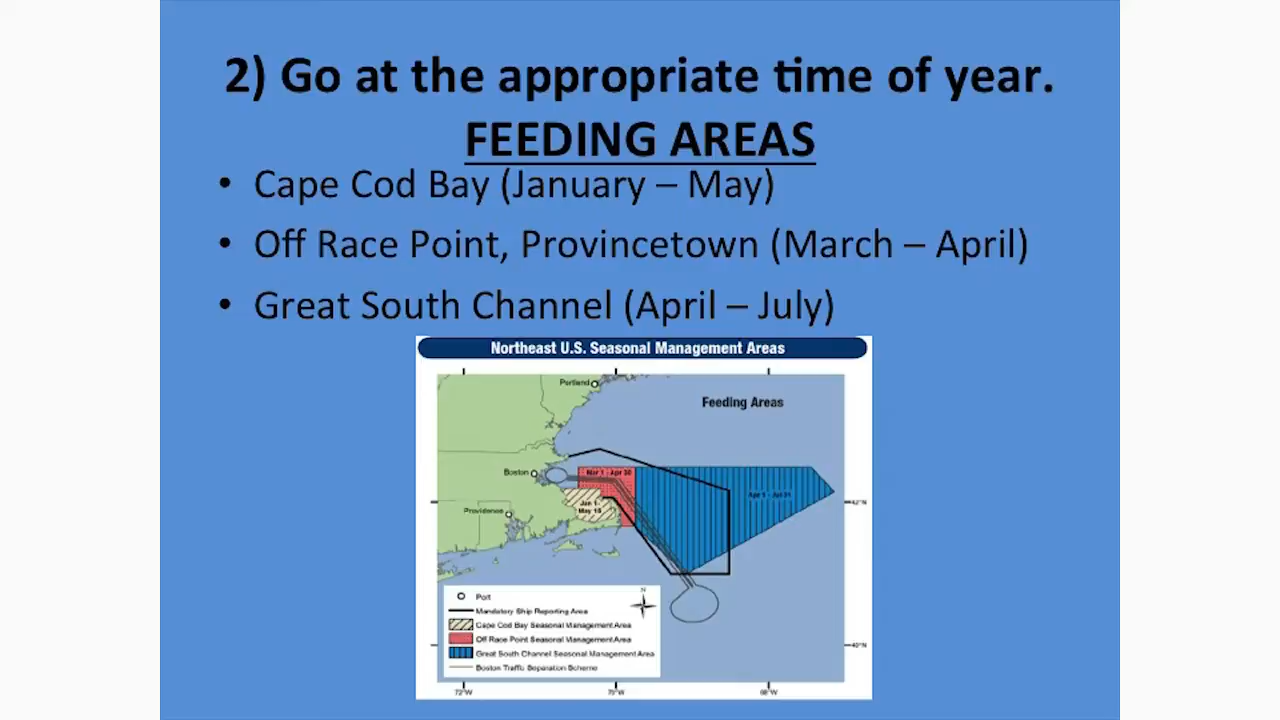 2) Go at the appropriate time of year.
FEEDING AREAS
• Cape Cod Bay (January – May)
• Off Race Point, Provincetown (March – April)
• Great South Channel (April – July)
Northeast U.S. Seasonal Management Areas
Portland
Feeding Areas
Boston
Mar 1 - Apr 30
Apr 1 - Jul 31
Jan 1 -
May 15
42°N
Providence
N
Port
Mandatory Ship Reporting Area
Cape Cod Bay Seasonal Management Area
Off Race Point Seasonal Management Area
Great South Channel Seasonal Management Area
Boston Traffic Separation Scheme
40°N
72°W
70°W
68°W